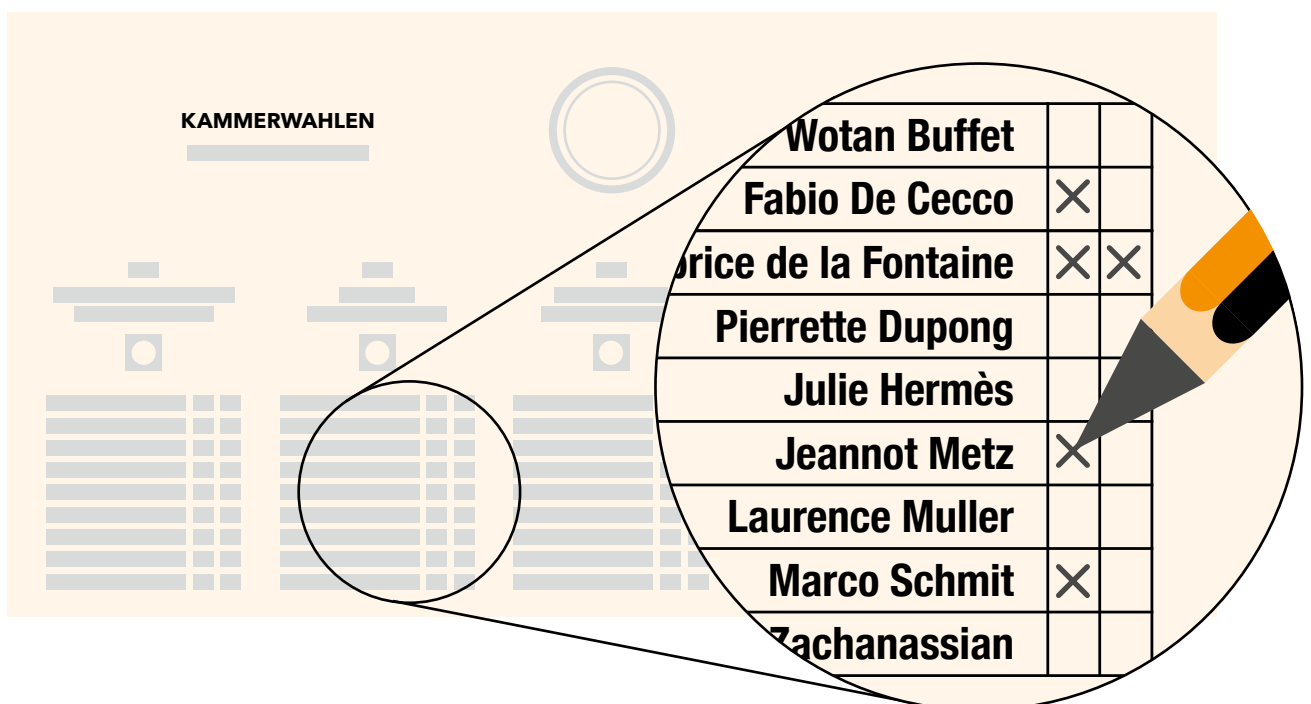 KAMMERWAHLEN
Wotan Buffet
Fabio De Cecco
de la Fontaine
Pierrette Dupong
Julie Hermès
Jeannot Metz
Laurence Muller
Marco Schmit
Zachanassian